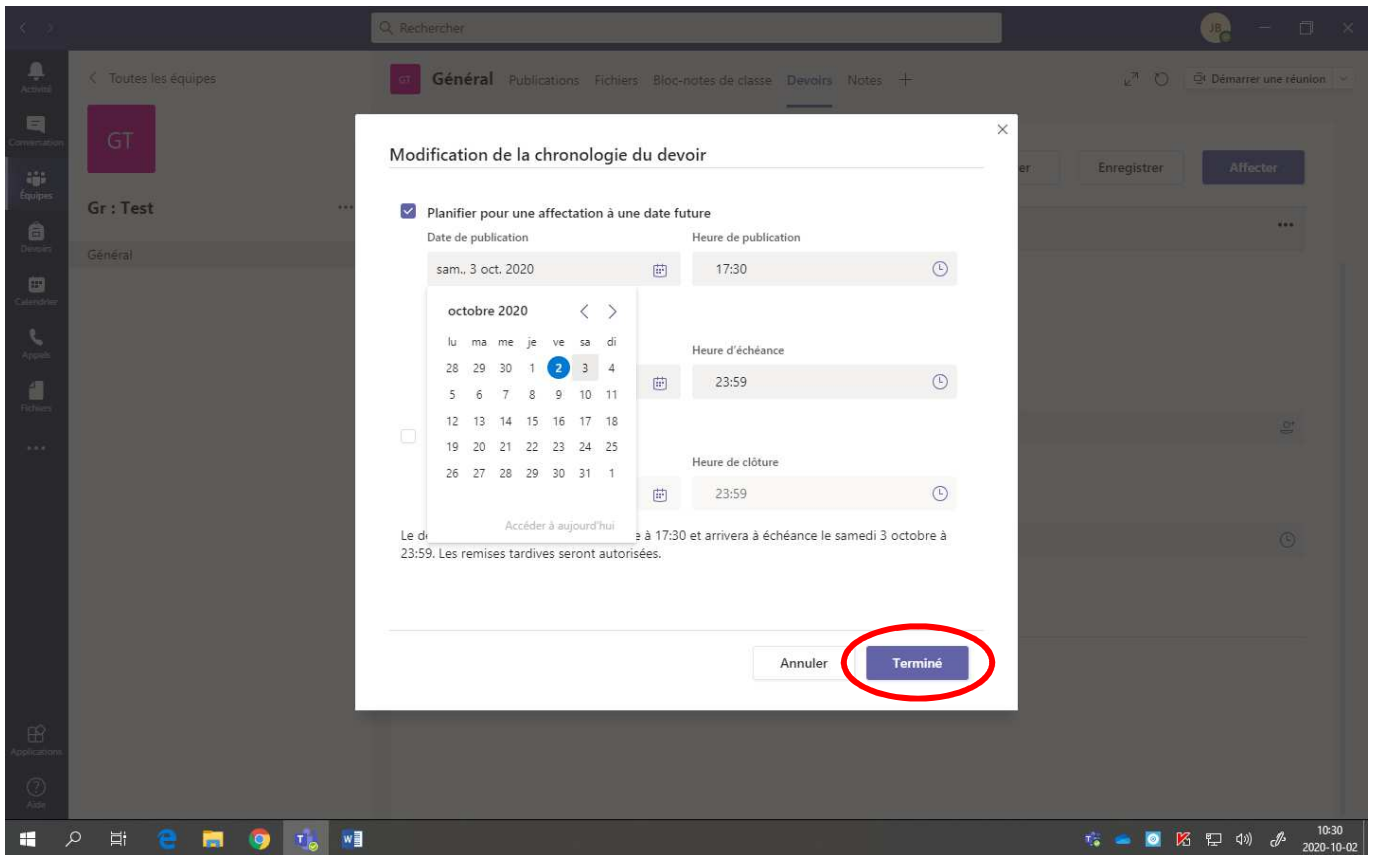 Rechercher
JB
Activité
Conversation
Équipes
Devoirs
Calendrier
Appels
Fichiers
Applications
Aide
Toutes les équipes
GT
Gr : Test
Général
GT Général Publications Fichiers Bloc-notes de classe Devoirs Notes
Démarrer une réunion
er Enregistrer Affecter
Modification de la chronologie du devoir
Planifier pour une affectation à une date future
Date de publication Heure de publication
sam., 3 oct. 2020 17:30
octobre 2020
lu ma me je ve sa di
28 29 30 1 2 3 4
5 6 7 8 9 10 11
12 13 14 15 16 17 18
19 20 21 22 23 24 25
26 27 28 29 30 31 1
Accéder à aujourd'hui
Heure d'échéance
23:59
Heure de clôture
23:59
Le d e à 17:30 et arrivera à échéance le samedi 3 octobre à
23:59. Les remises tardives seront autorisées.
Annuler Terminé
10:30
2020-10-02